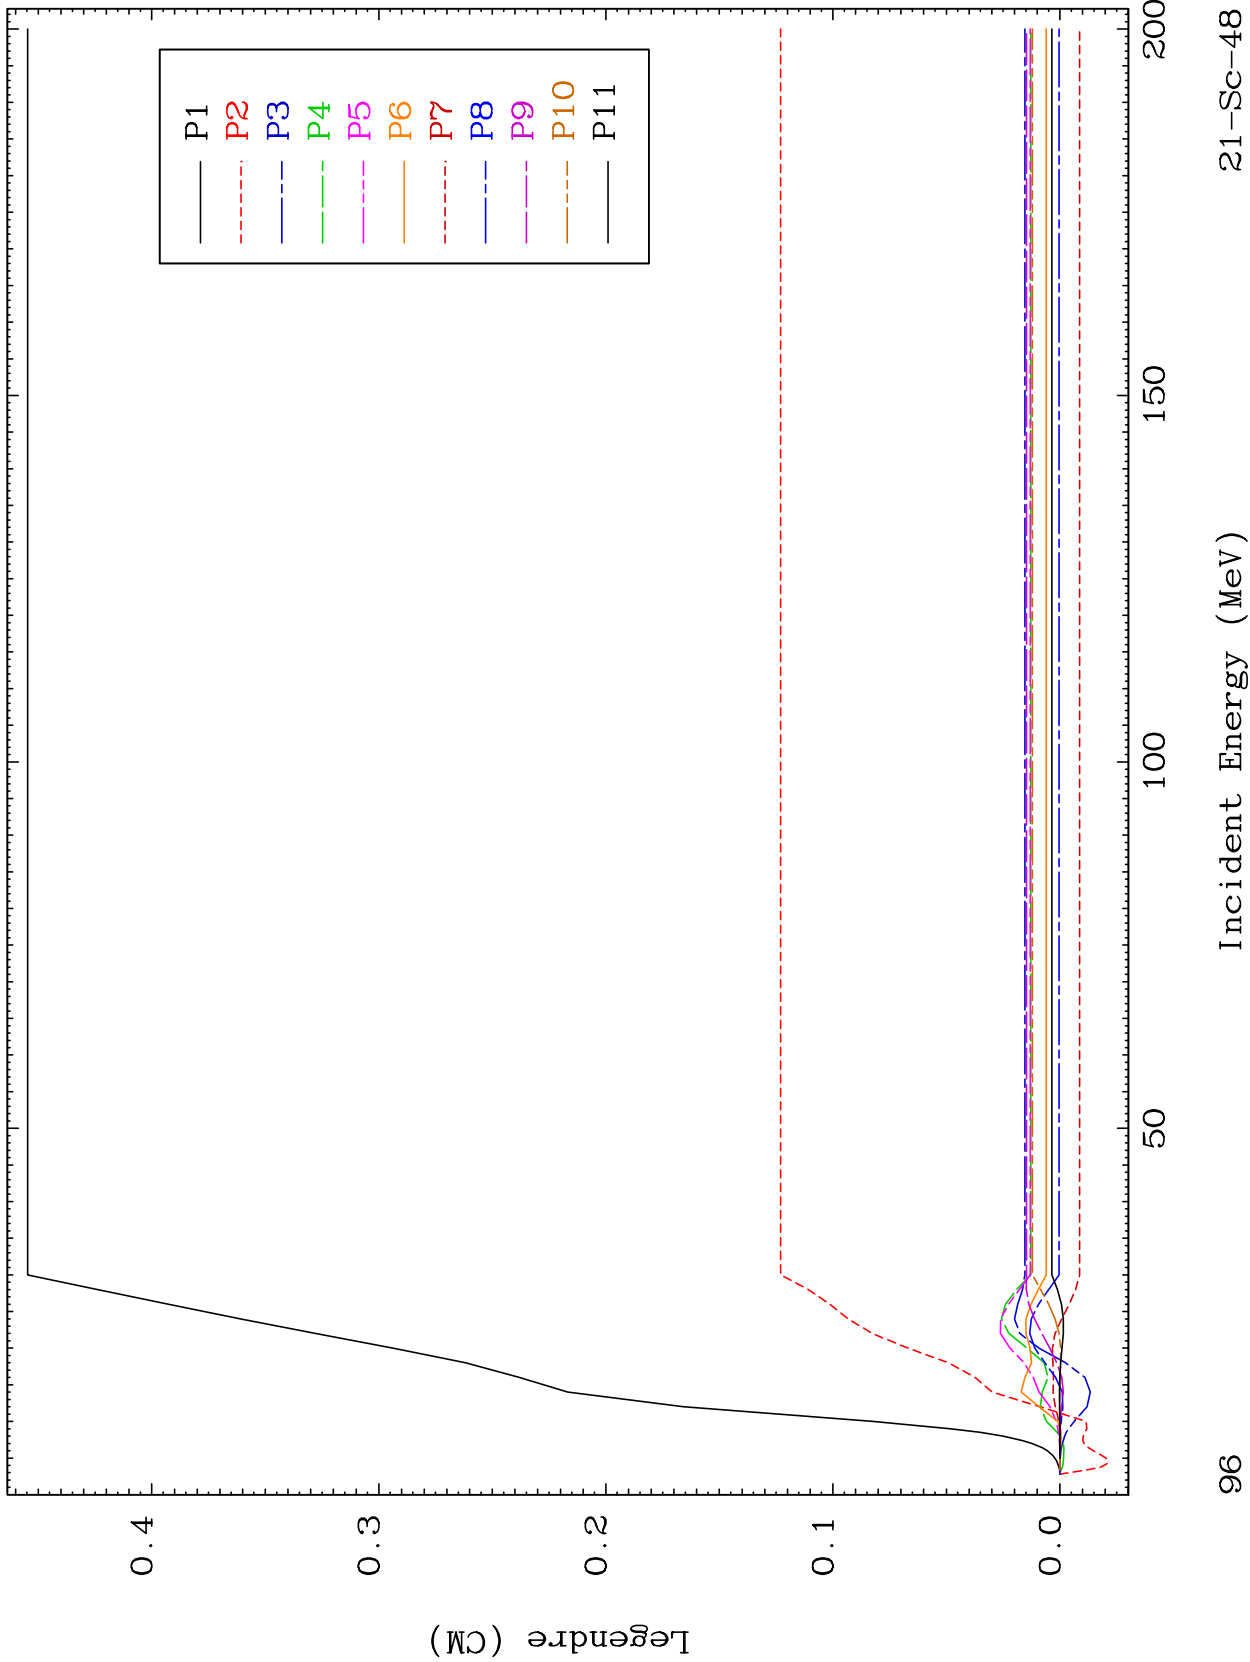 Legendre (CM)
0.4
0.3
0.2
0.1
0.0
P1
P2
P3
P4
P5
P6
P7
P8
P9
P10
P11
50
100
150
200
Incident Energy (MeV)
96
21-Sc-48